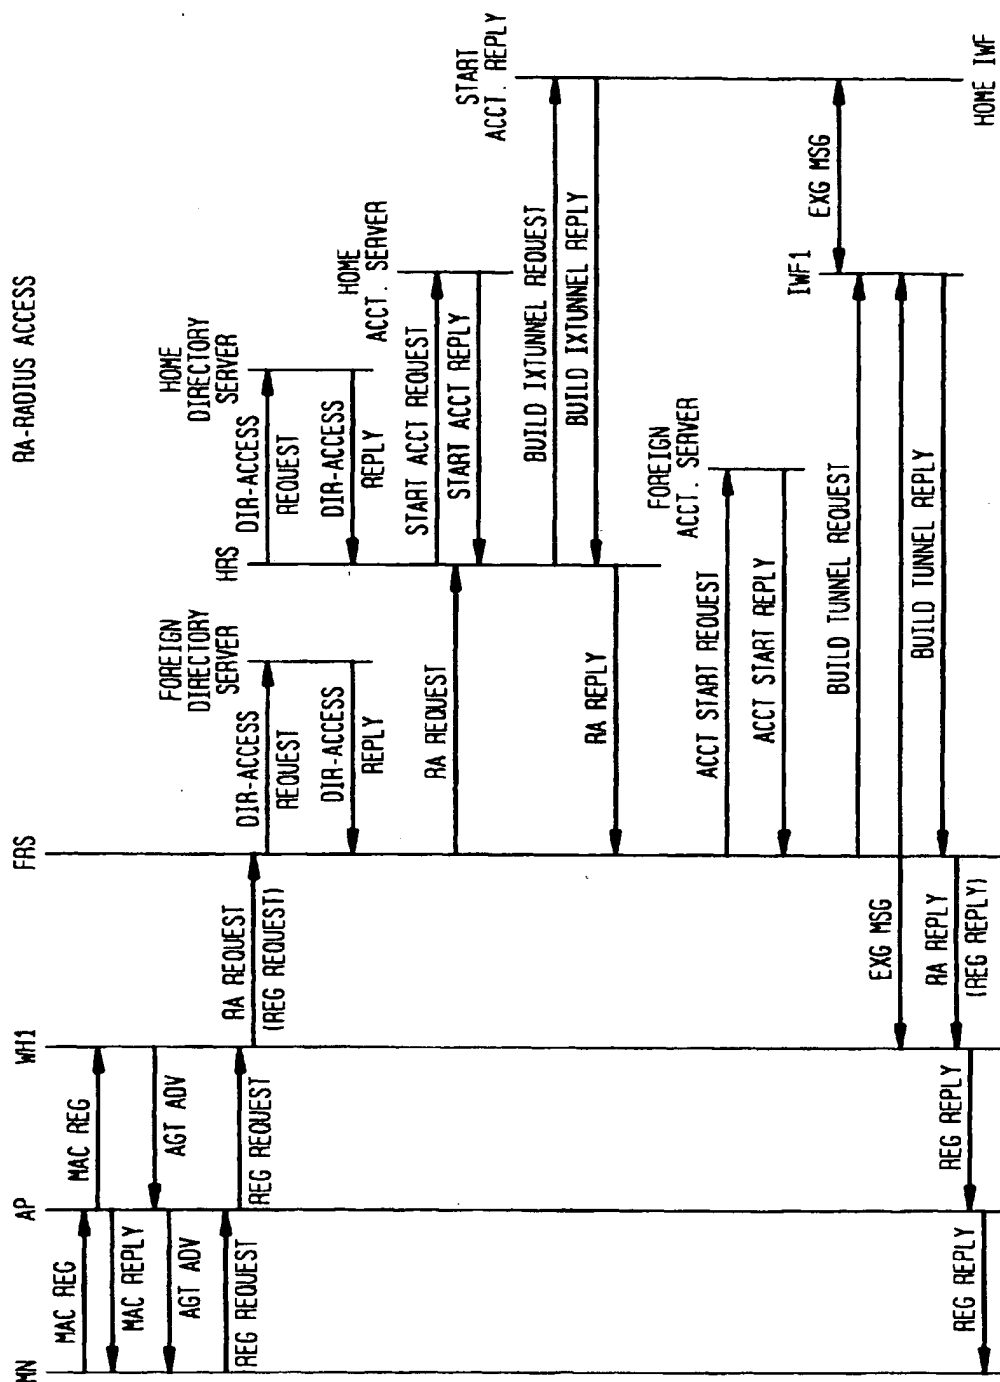 RA-RADIUS ACCESS
MN
AP
WH1
FRS
HRS
FOREIGN
DIRECTORY
SERVER
HOME
DIRECTORY
SERVER
HOME
ACCT. SERVER
START
ACCT. REPLY
MAC REG
MAC REG
MAC REPLY
AGT ADV
AGT ADV
REG REQUEST
REG REQUEST
RA REQUEST
(REG REQUEST)
DIR-ACCESS
REQUEST
DIR-ACCESS
REPLY
RA REQUEST
DIR-ACCESS
REQUEST
DIR-ACCESS
REPLY
START ACCT REQUEST
START ACCT REPLY
BUILD IXTUNNEL REQUEST
BUILD IXTUNNEL REPLY
RA REPLY
FOREIGN
ACCT. SERVER
ACCT START REQUEST
ACCT START REPLY
IWF1
BUILD TUNNEL REQUEST
EXG MSG
EXG MSG
BUILD TUNNEL REPLY
RA REPLY
(REG REPLY)
REG REPLY
REG REPLY
HOME IWF